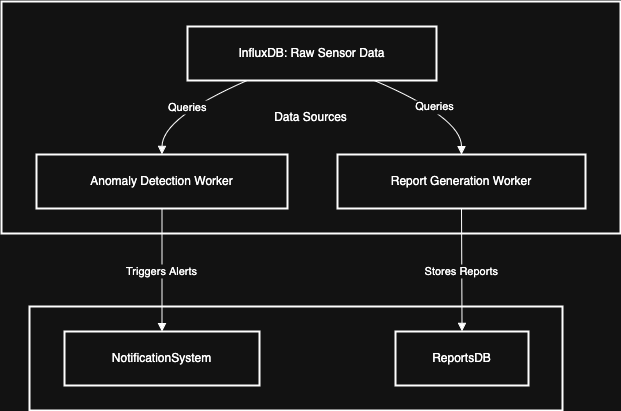 InfluxDB: Raw Sensor Data
Queries
Queries
Data Sources
Anomaly Detection Worker
Report Generation Worker
Triggers Alerts
Stores Reports
NotificationSystem
ReportsDB